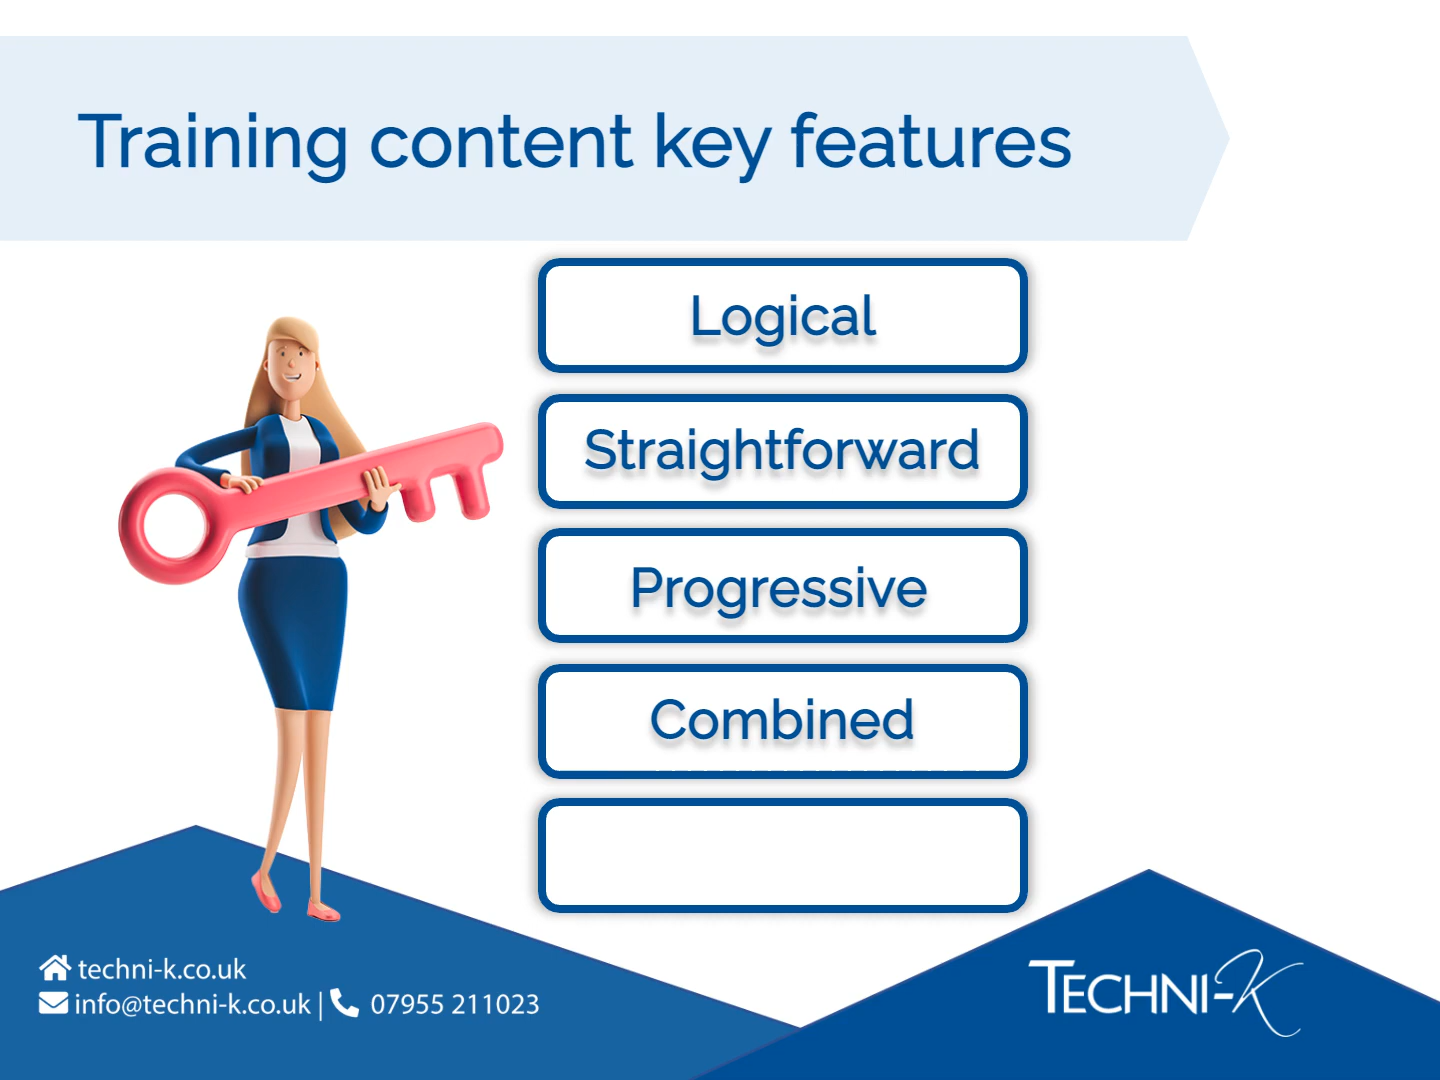 Training content key features
Logical
Straightforward
Progressive
Combined
techni-k.co.uk
info@techni-k.co.uk | 07955 211023
TECHNI-K